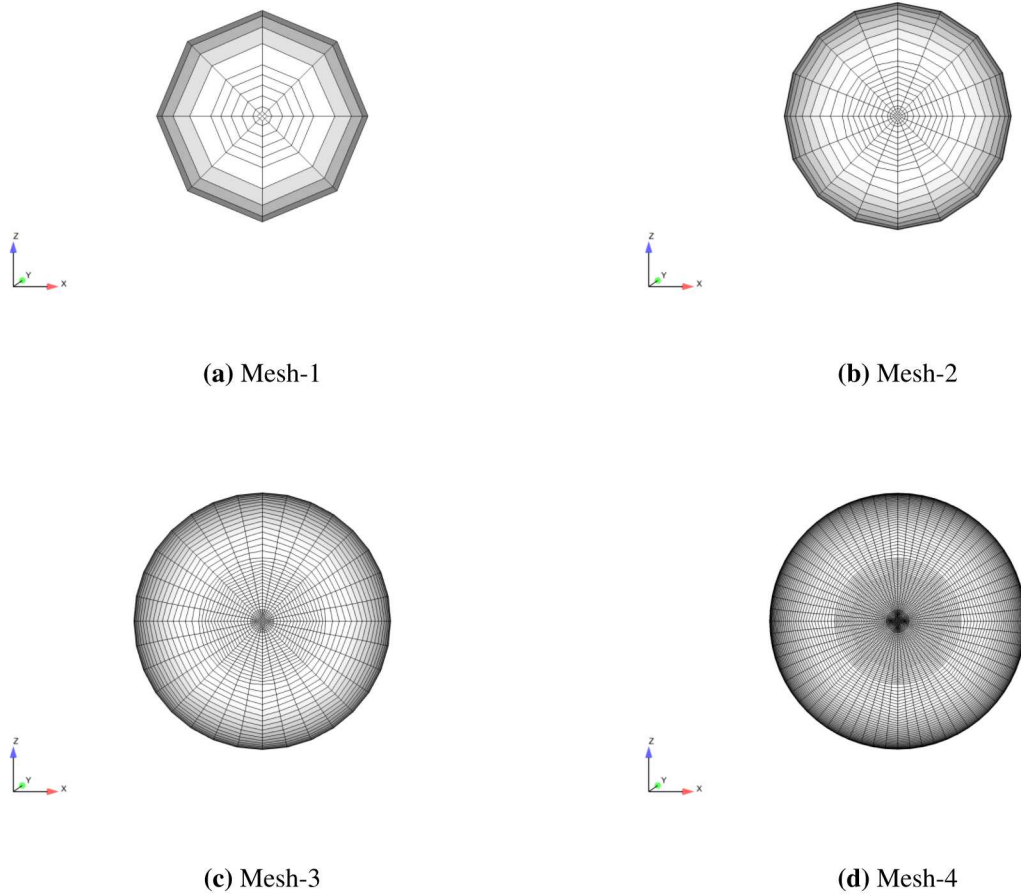 Z
Y
X
(a) Mesh-1
Z
Y
X
(b) Mesh-2
Z
Y
X
(c) Mesh-3
Z
Y
X
(d) Mesh-4